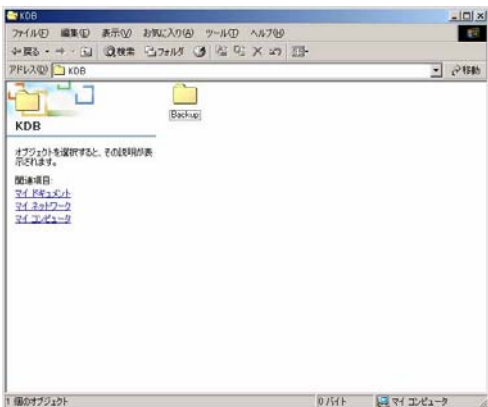 KDB
ファイル(F) 編集(E) 表示(V) お気に入り(A) ツール(T) ヘルプ(H)
戻る 検索 フォルダ
アドレス(D) KDB 移動
Backup
KDB
オブジェクトを選択すると、その説明が表
示されます。
関連項目:
マイ ドキュメント
マイ ネットワーク
マイ コンピュータ
1 個のオブジェクト 0 バイト マイ コンピュータ